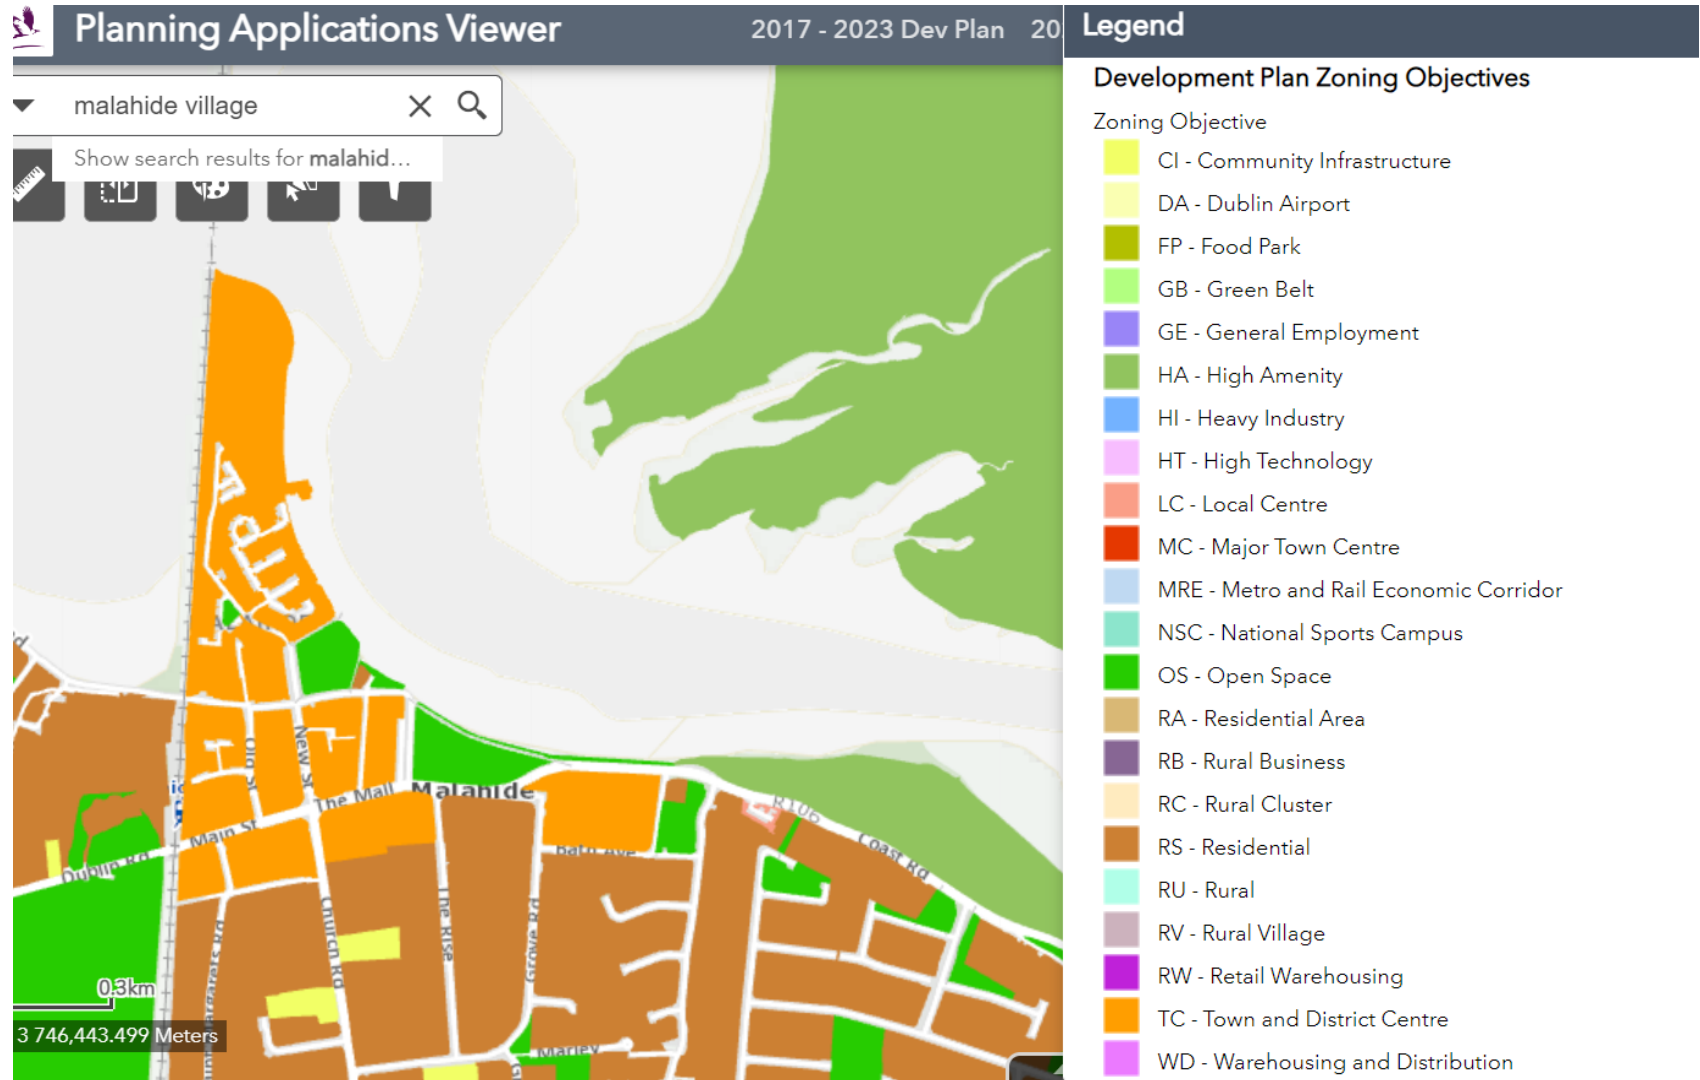 Planning Applications Viewer
2017 - 2023 Dev Plan 20
malahide village
Show search results for malahid...
New St
Old St
The Mall
Malahide
Main St
Dublin Rd
Bath Ave
R106
Coast Rd
Church Rd
The Rise
Grove Rd
margarets Rd
Marley
0.3km
3 746,443.499 Meters
Legend
Development Plan Zoning Objectives
Zoning Objective
CI - Community Infrastructure
DA - Dublin Airport
FP - Food Park
GB - Green Belt
GE - General Employment
HA - High Amenity
HI - Heavy Industry
HT - High Technology
LC - Local Centre
MC - Major Town Centre
MRE - Metro and Rail Economic Corridor
NSC - National Sports Campus
OS - Open Space
RA - Residential Area
RB - Rural Business
RC - Rural Cluster
RS - Residential
RU - Rural
RV - Rural Village
RW - Retail Warehousing
TC - Town and District Centre
WD - Warehousing and Distribution